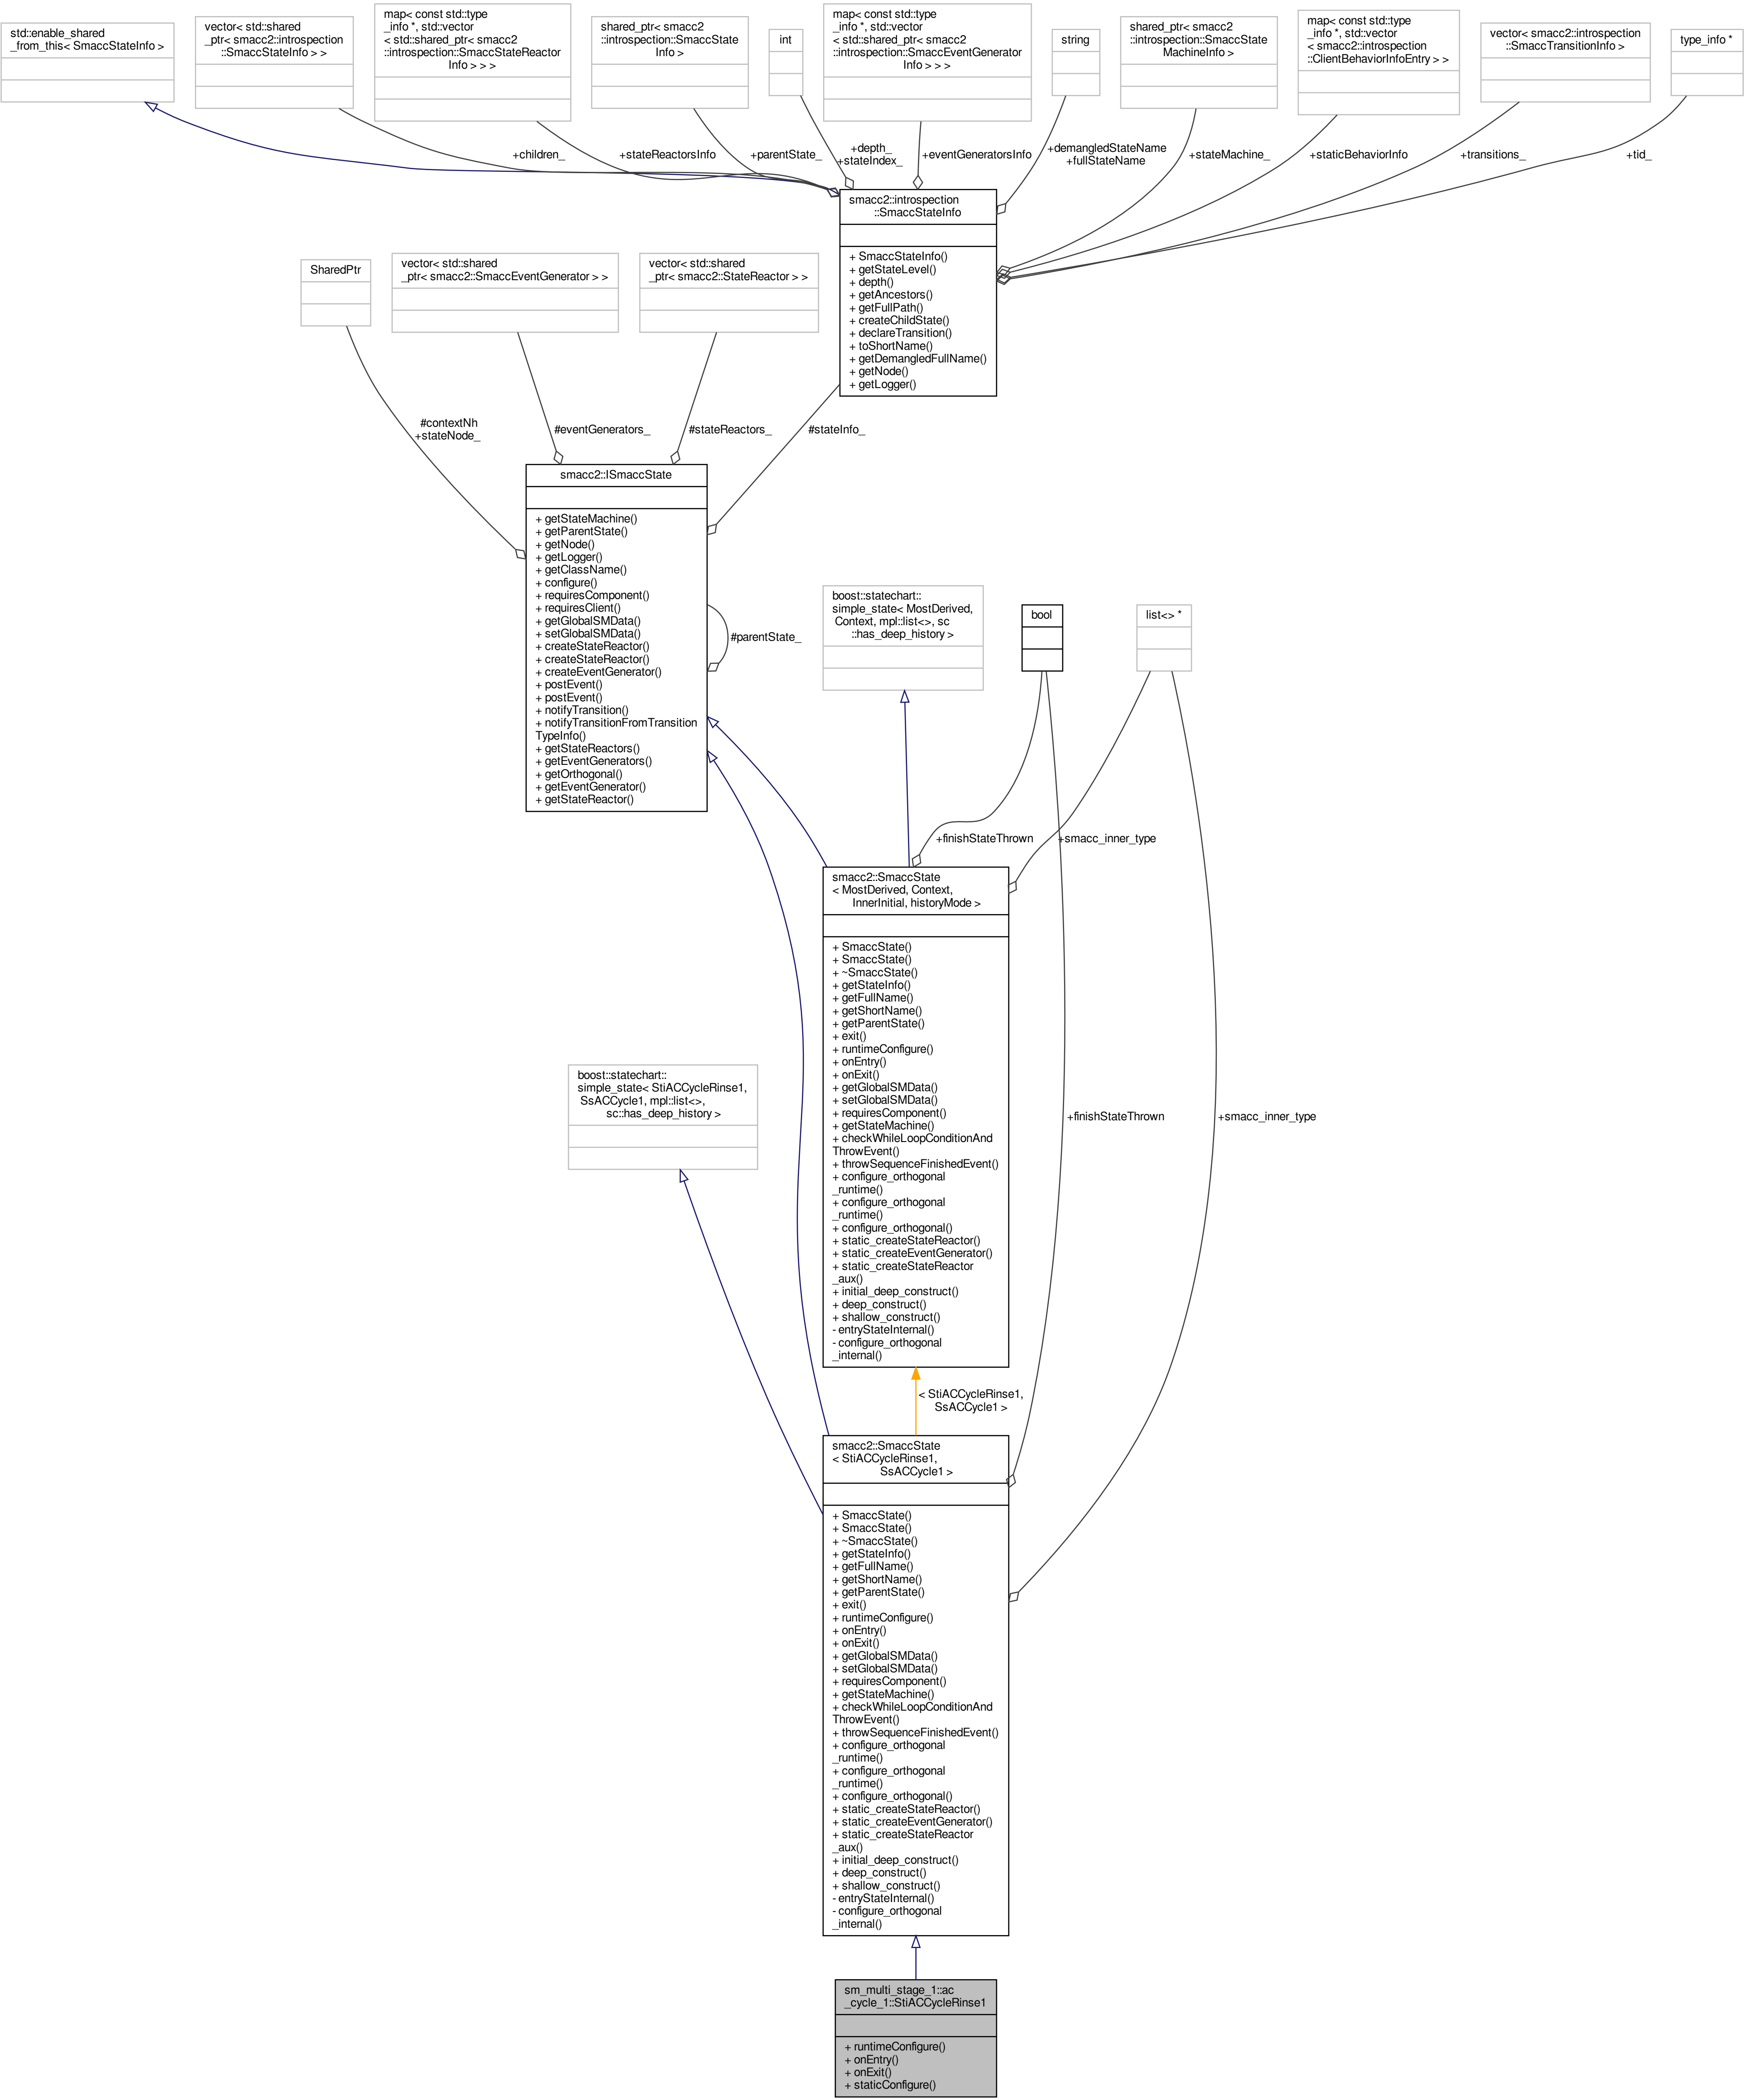 std::enable_shared
_from_this< SmaccStateInfo >
vector< std::shared
_ptr< smacc2::introspection
::SmaccStateInfo > >
map< const std::type
_info *, std::vector
< std::shared_ptr< smacc2
::introspection::SmaccStateReactor
Info > > >
shared_ptr< smacc2
::introspection::SmaccState
Info >
int
map< const std::type
_info *, std::vector
< std::shared_ptr< smacc2
::introspection::SmaccEventGenerator
Info > > >
string
shared_ptr< smacc2
::introspection::SmaccState
MachineInfo >
map< const std::type
_info *, std::vector
< smacc2::introspection
::ClientBehaviorInfoEntry > >
vector< smacc2::introspection
::SmaccTransitionInfo >
type_info *
+children_
+stateReactorsInfo
+parentState_
+depth_
+stateIndex_
+eventGeneratorsInfo
+demangledStateName
+fullStateName
+stateMachine_
+staticBehaviorInfo
+transitions_
+tid_
smacc2::introspection
::SmaccStateInfo
+ SmaccStateInfo()
+ getStateLevel()
+ depth()
+ getAncestors()
+ getFullPath()
+ createChildState()
+ declareTransition()
+ toShortName()
+ getDemangledFullName()
+ getNode()
+ getLogger()
SharedPtr
vector< std::shared
_ptr< smacc2::SmaccEventGenerator > >
vector< std::shared
_ptr< smacc2::StateReactor > >
#contextNh
+stateNode_
#eventGenerators_
#stateReactors_
#stateInfo_
smacc2::ISmaccState
+ getStateMachine()
+ getParentState()
+ getNode()
+ getLogger()
+ getClassName()
+ configure()
+ requiresComponent()
+ requiresClient()
+ getGlobalSMData()
+ setGlobalSMData()
+ createStateReactor()
+ createStateReactor()
+ createEventGenerator()
+ postEvent()
+ postEvent()
+ notifyTransition()
+ notifyTransitionFromTransition
TypeInfo()
+ getStateReactors()
+ getEventGenerators()
+ getOrthogonal()
+ getEventGenerator()
+ getStateReactor()
#parentState_
boost::statechart::
simple_state< MostDerived,
Context, mpl::list<>, sc
::has_deep_history >
bool
list<> *
+finishStateThrown
+smacc_inner_type
smacc2::SmaccState
< MostDerived, Context,
InnerInitial, historyMode >
+ SmaccState()
+ SmaccState()
+ ~SmaccState()
+ getStateInfo()
+ getFullName()
+ getShortName()
+ getParentState()
+ exit()
+ runtimeConfigure()
+ onEntry()
+ onExit()
+ getGlobalSMData()
+ setGlobalSMData()
+ requiresComponent()
+ getStateMachine()
+ checkWhileLoopConditionAnd
ThrowEvent()
+ throwSequenceFinishedEvent()
+ configure_orthogonal
_runtime()
+ configure_orthogonal
_runtime()
+ configure_orthogonal()
+ static_createStateReactor()
+ static_createEventGenerator()
+ static_createStateReactor
_aux()
+ initial_deep_construct()
+ deep_construct()
+ shallow_construct()
- entryStateInternal()
- configure_orthogonal
_internal()
boost::statechart::
simple_state< StiACCycleRinse1,
SsACCycle1, mpl::list<>,
sc::has_deep_history >
+finishStateThrown
+smacc_inner_type
< StiACCycleRinse1,
SsACCycle1 >
smacc2::SmaccState
< StiACCycleRinse1,
SsACCycle1 >
+ SmaccState()
+ SmaccState()
+ ~SmaccState()
+ getStateInfo()
+ getFullName()
+ getShortName()
+ getParentState()
+ exit()
+ runtimeConfigure()
+ onEntry()
+ onExit()
+ getGlobalSMData()
+ setGlobalSMData()
+ requiresComponent()
+ getStateMachine()
+ checkWhileLoopConditionAnd
ThrowEvent()
+ throwSequenceFinishedEvent()
+ configure_orthogonal
_runtime()
+ configure_orthogonal
_runtime()
+ configure_orthogonal()
+ static_createStateReactor()
+ static_createEventGenerator()
+ static_createStateReactor
_aux()
+ initial_deep_construct()
+ deep_construct()
+ shallow_construct()
- entryStateInternal()
- configure_orthogonal
_internal()
sm_multi_stage_1::ac
_cycle_1::StiACCycleRinse1
+ runtimeConfigure()
+ onEntry()
+ onExit()
+ staticConfigure()